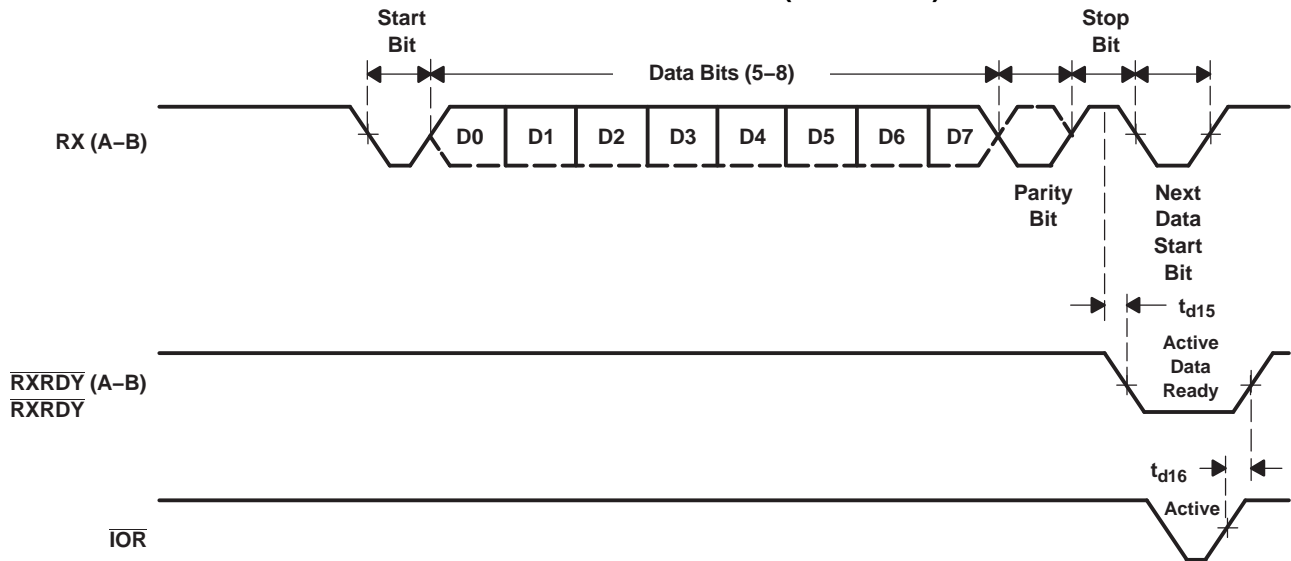 Start
Bit
Stop
Bit
Data Bits (5–8)
RX (A–B)
D0 D1 D2 D3 D4 D5 D6 D7
Parity
Bit
Next
Data
Start
Bit
td15
RXRDY (A–B)
RXRDY
Active
Data
Ready
td16
IOR
Active